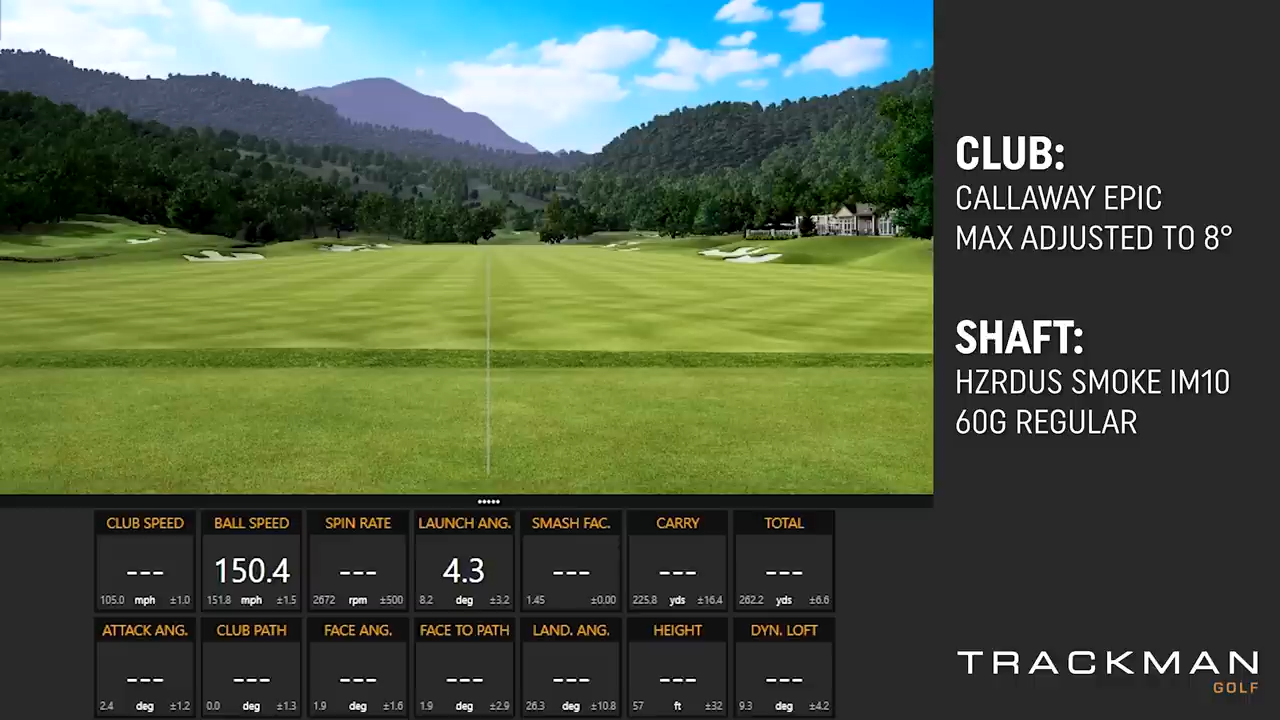 CLUB:
CALLAWAY EPIC
MAX ADJUSTED TO 8°
SHAFT:
HZRDUS SMOKE IM10
60G REGULAR
CLUB SPEED BALL SPEED SPIN RATE LAUNCH ANG. SMASH FAC. CARRY TOTAL
--- 150.4 --- 4.3 --- --- ---
105.0 mph ±1.0 151.8 mph ±1.5 2672 rpm ±500 8.2 deg ±3.2 1.45 ±0.00 225.8 yds ±16.4 262.2 yds ±6.6
ATTACK ANG. CLUB PATH FACE ANG. FACE TO PATH LAND. ANG. HEIGHT DYN. LOFT
--- --- --- --- --- --- ---
2.4 deg ±1.2 0.0 deg ±1.3 1.9 deg ±1.6 1.9 deg ±2.9 26.3 deg ±10.8 57 ft ±32 9.3 deg ±4.2
TRACKMAN
GOLF